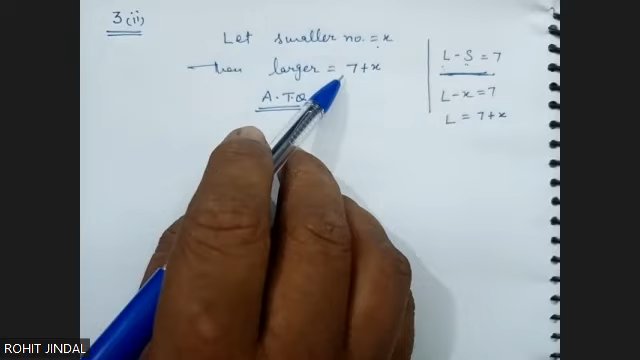 3(ii)
Let smaller no. = x
then larger = 7+x
A.T.Q
L-S = 7
L-x = 7
L = 7+x
ROHIT JINDAL